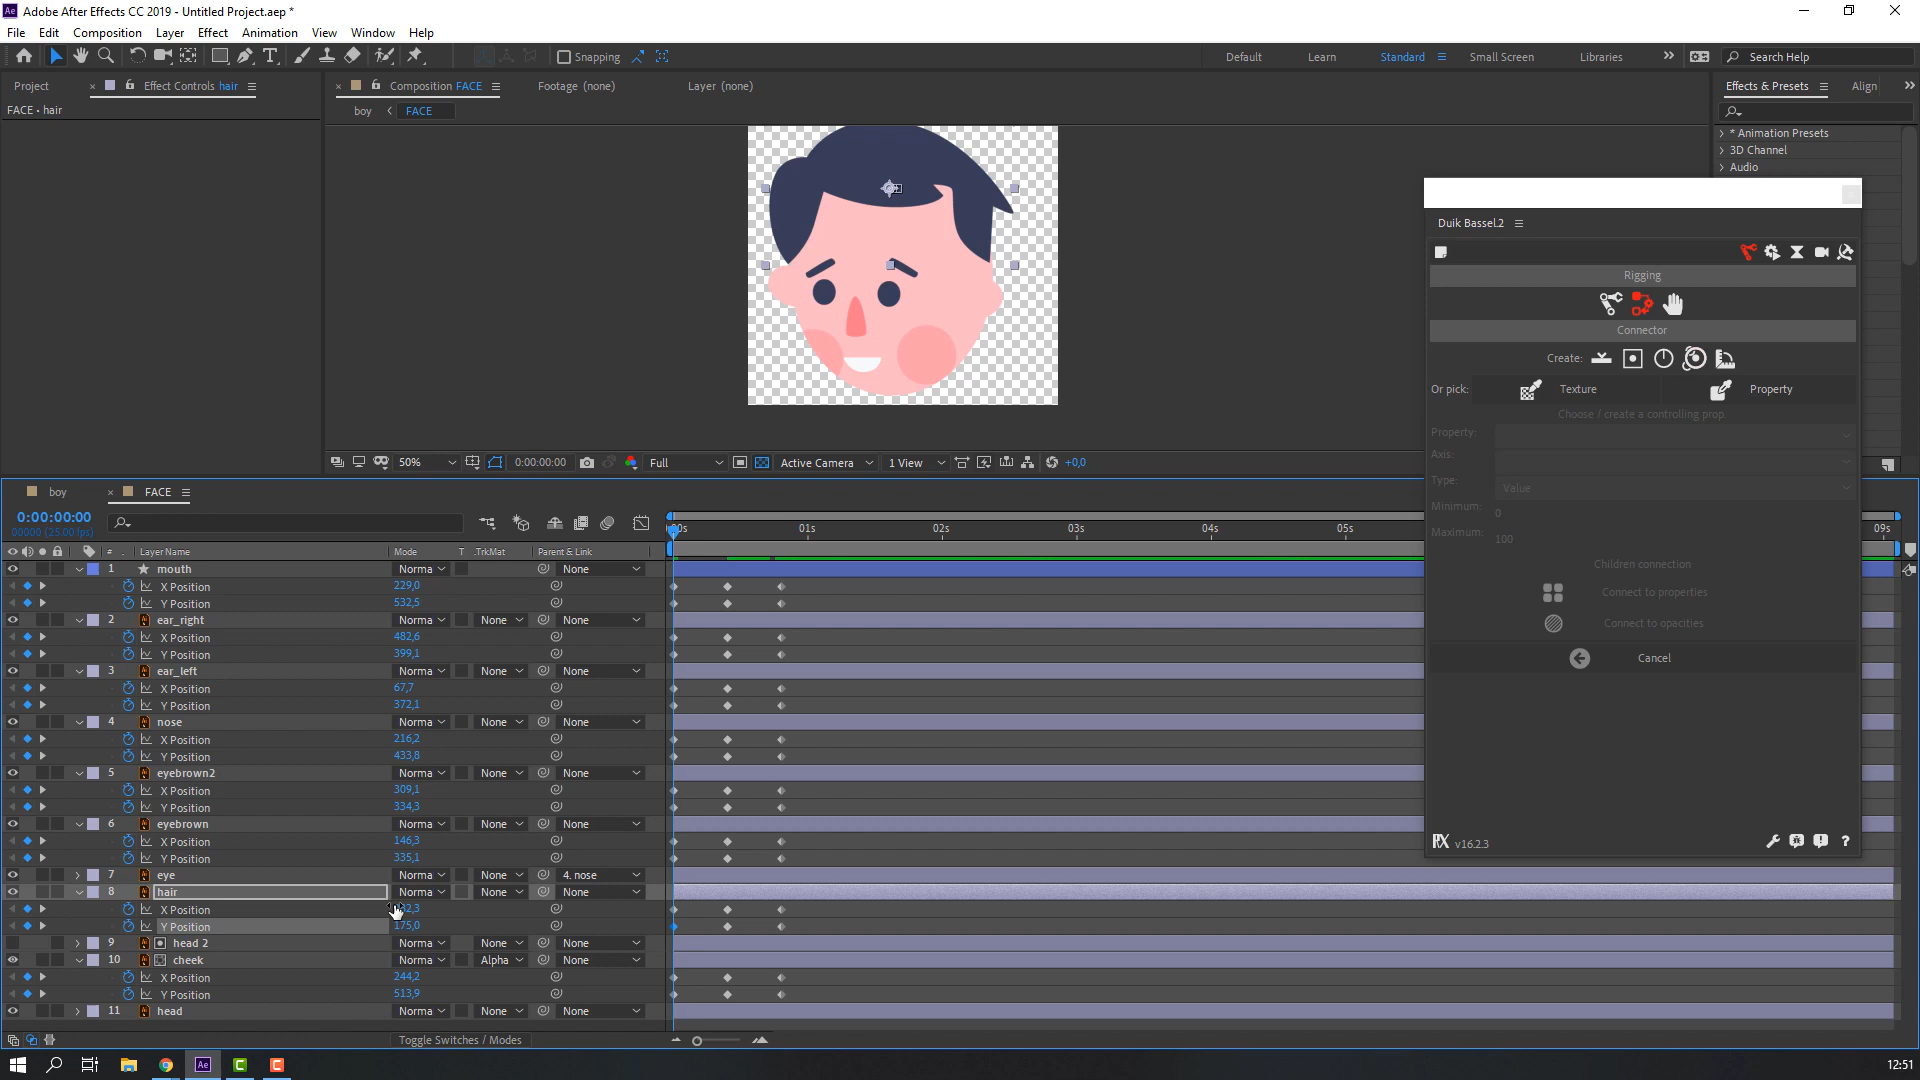 Ae Adobe After Effects CC 2019 - Untitled Project.aep *
File Edit Composition Layer Effect Animation View Window Help
Snapping Default Learn Standard Small Screen Libraries Search Help
Project Effect Controls hair Composition FACE Footage (none) Layer (none) Effects & Presets Align
FACE • hair
boy FACE
* Animation Presets
3D Channel
Audio
Duik Bassel.2
Rigging
Connector
Create:
Or pick: Texture Property
Choose / create a controlling prop.
Property:
Axis:
Type: Value
Minimum: 0
Maximum: 100
Children connection
Connect to properties
Connect to opacities
Cancel
v16.2.3
50% 0:00:00:00 Full Active Camera 1 View +0,0
boy FACE
0:00:00:00
00000 (25.00 fps)
:00s 01s 02s 03s 04s 05s 09s
# Layer Name Mode T .TrkMat Parent & Link
1 mouth Norma None
X Position 229,0
Y Position 532,5
2 ear_right Norma None None
X Position 482,6
Y Position 399,1
3 ear_left Norma None None
X Position 67,7
Y Position 372,1
4 nose Norma None None
X Position 216,2
Y Position 433,8
5 eyebrown2 Norma None None
X Position 309,1
Y Position 334,3
6 eyebrown Norma None None
X Position 146,3
Y Position 335,1
7 eye Norma None 4. nose
8 hair Norma None None
X Position
Y Position 175,0
9 head 2 Norma None None
10 cheek Norma Alpha None
X Position 244,2
Y Position 513,9
11 head Norma None None
Toggle Switches / Modes
Ae 12:51